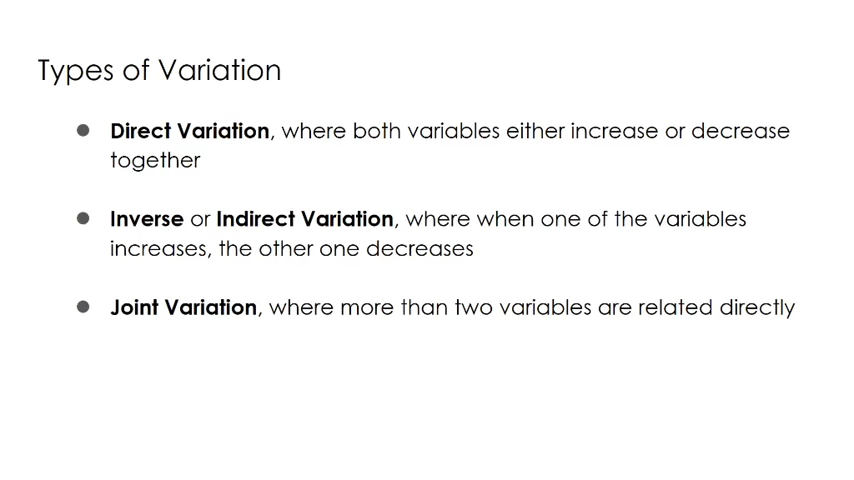 Types of Variation
● Direct Variation, where both variables either increase or decrease
together
● Inverse or Indirect Variation, where when one of the variables
increases, the other one decreases
● Joint Variation, where more than two variables are related directly